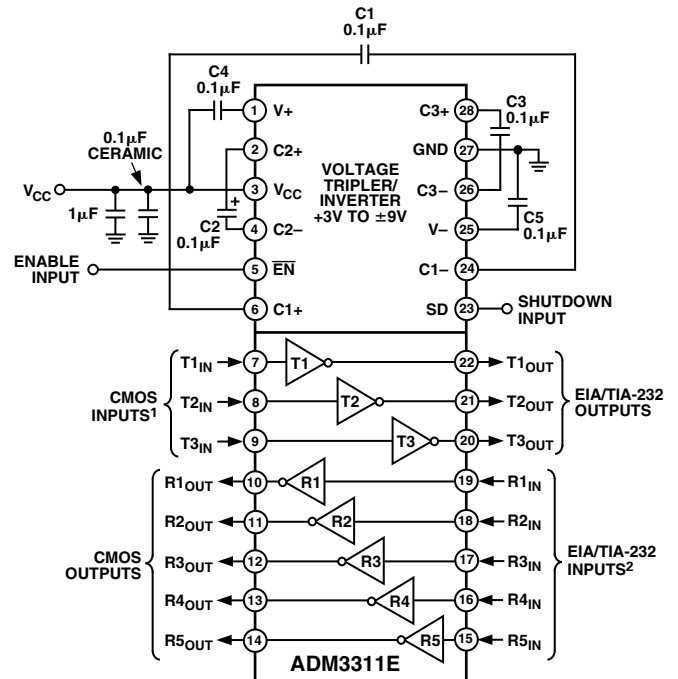 C1
0.1μF
C4
0.1μF
1 V+
C3+ 28
C3
0.1μF
0.1μF
CERAMIC
2 C2+
GND 27
VCC
3 VCC
VOLTAGE
TRIPLER/
INVERTER
+3V TO ±9V
C3– 26
1μF
+
C2
0.1μF
4 C2–
V– 25
C5
0.1μF
ENABLE
INPUT
5 EN
C1– 24
6 C1+
SD 23
SHUTDOWN
INPUT
CMOS
INPUTS1
T1IN 7 T1 22 T1OUT
T2IN 8 T2 21 T2OUT
T3IN 9 T3 20 T3OUT
EIA/TIA-232
OUTPUTS
CMOS
OUTPUTS
R1OUT 10 R1 19 R1IN
R2OUT 11 R2 18 R2IN
R3OUT 12 R3 17 R3IN
R4OUT 13 R4 16 R4IN
R5OUT 14 R5 15 R5IN
EIA/TIA-232
INPUTS2
ADM3311E